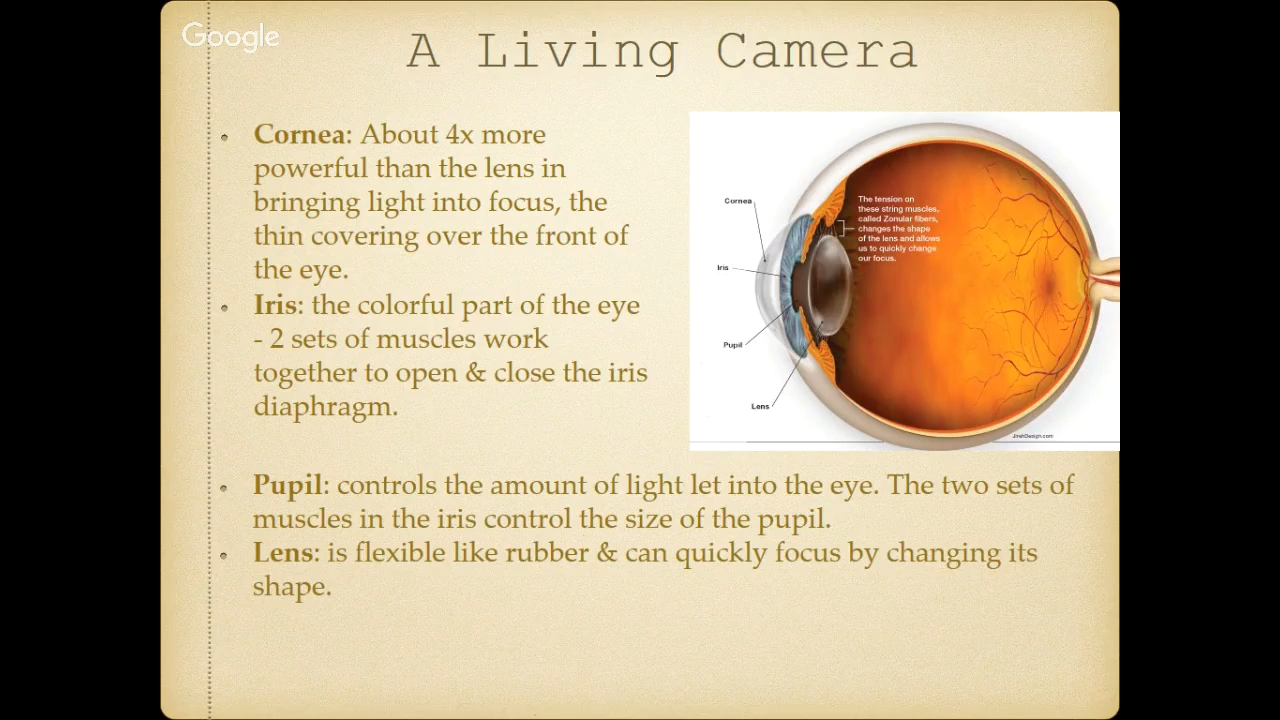 Google
A Living Camera
• Cornea: About 4x more
powerful than the lens in
bringing light into focus, the
thin covering over the front of
the eye.
• Iris: the colorful part of the eye
- 2 sets of muscles work
together to open & close the iris
diaphragm.
Cornea
Iris
Pupil
Lens
The tension on
these string muscles,
called Zonular fibers,
changes the shape
of the lens and allows
us to quickly change
our focus.
JirehDesign.com
• Pupil: controls the amount of light let into the eye. The two sets of
muscles in the iris control the size of the pupil.
• Lens: is flexible like rubber & can quickly focus by changing its
shape.